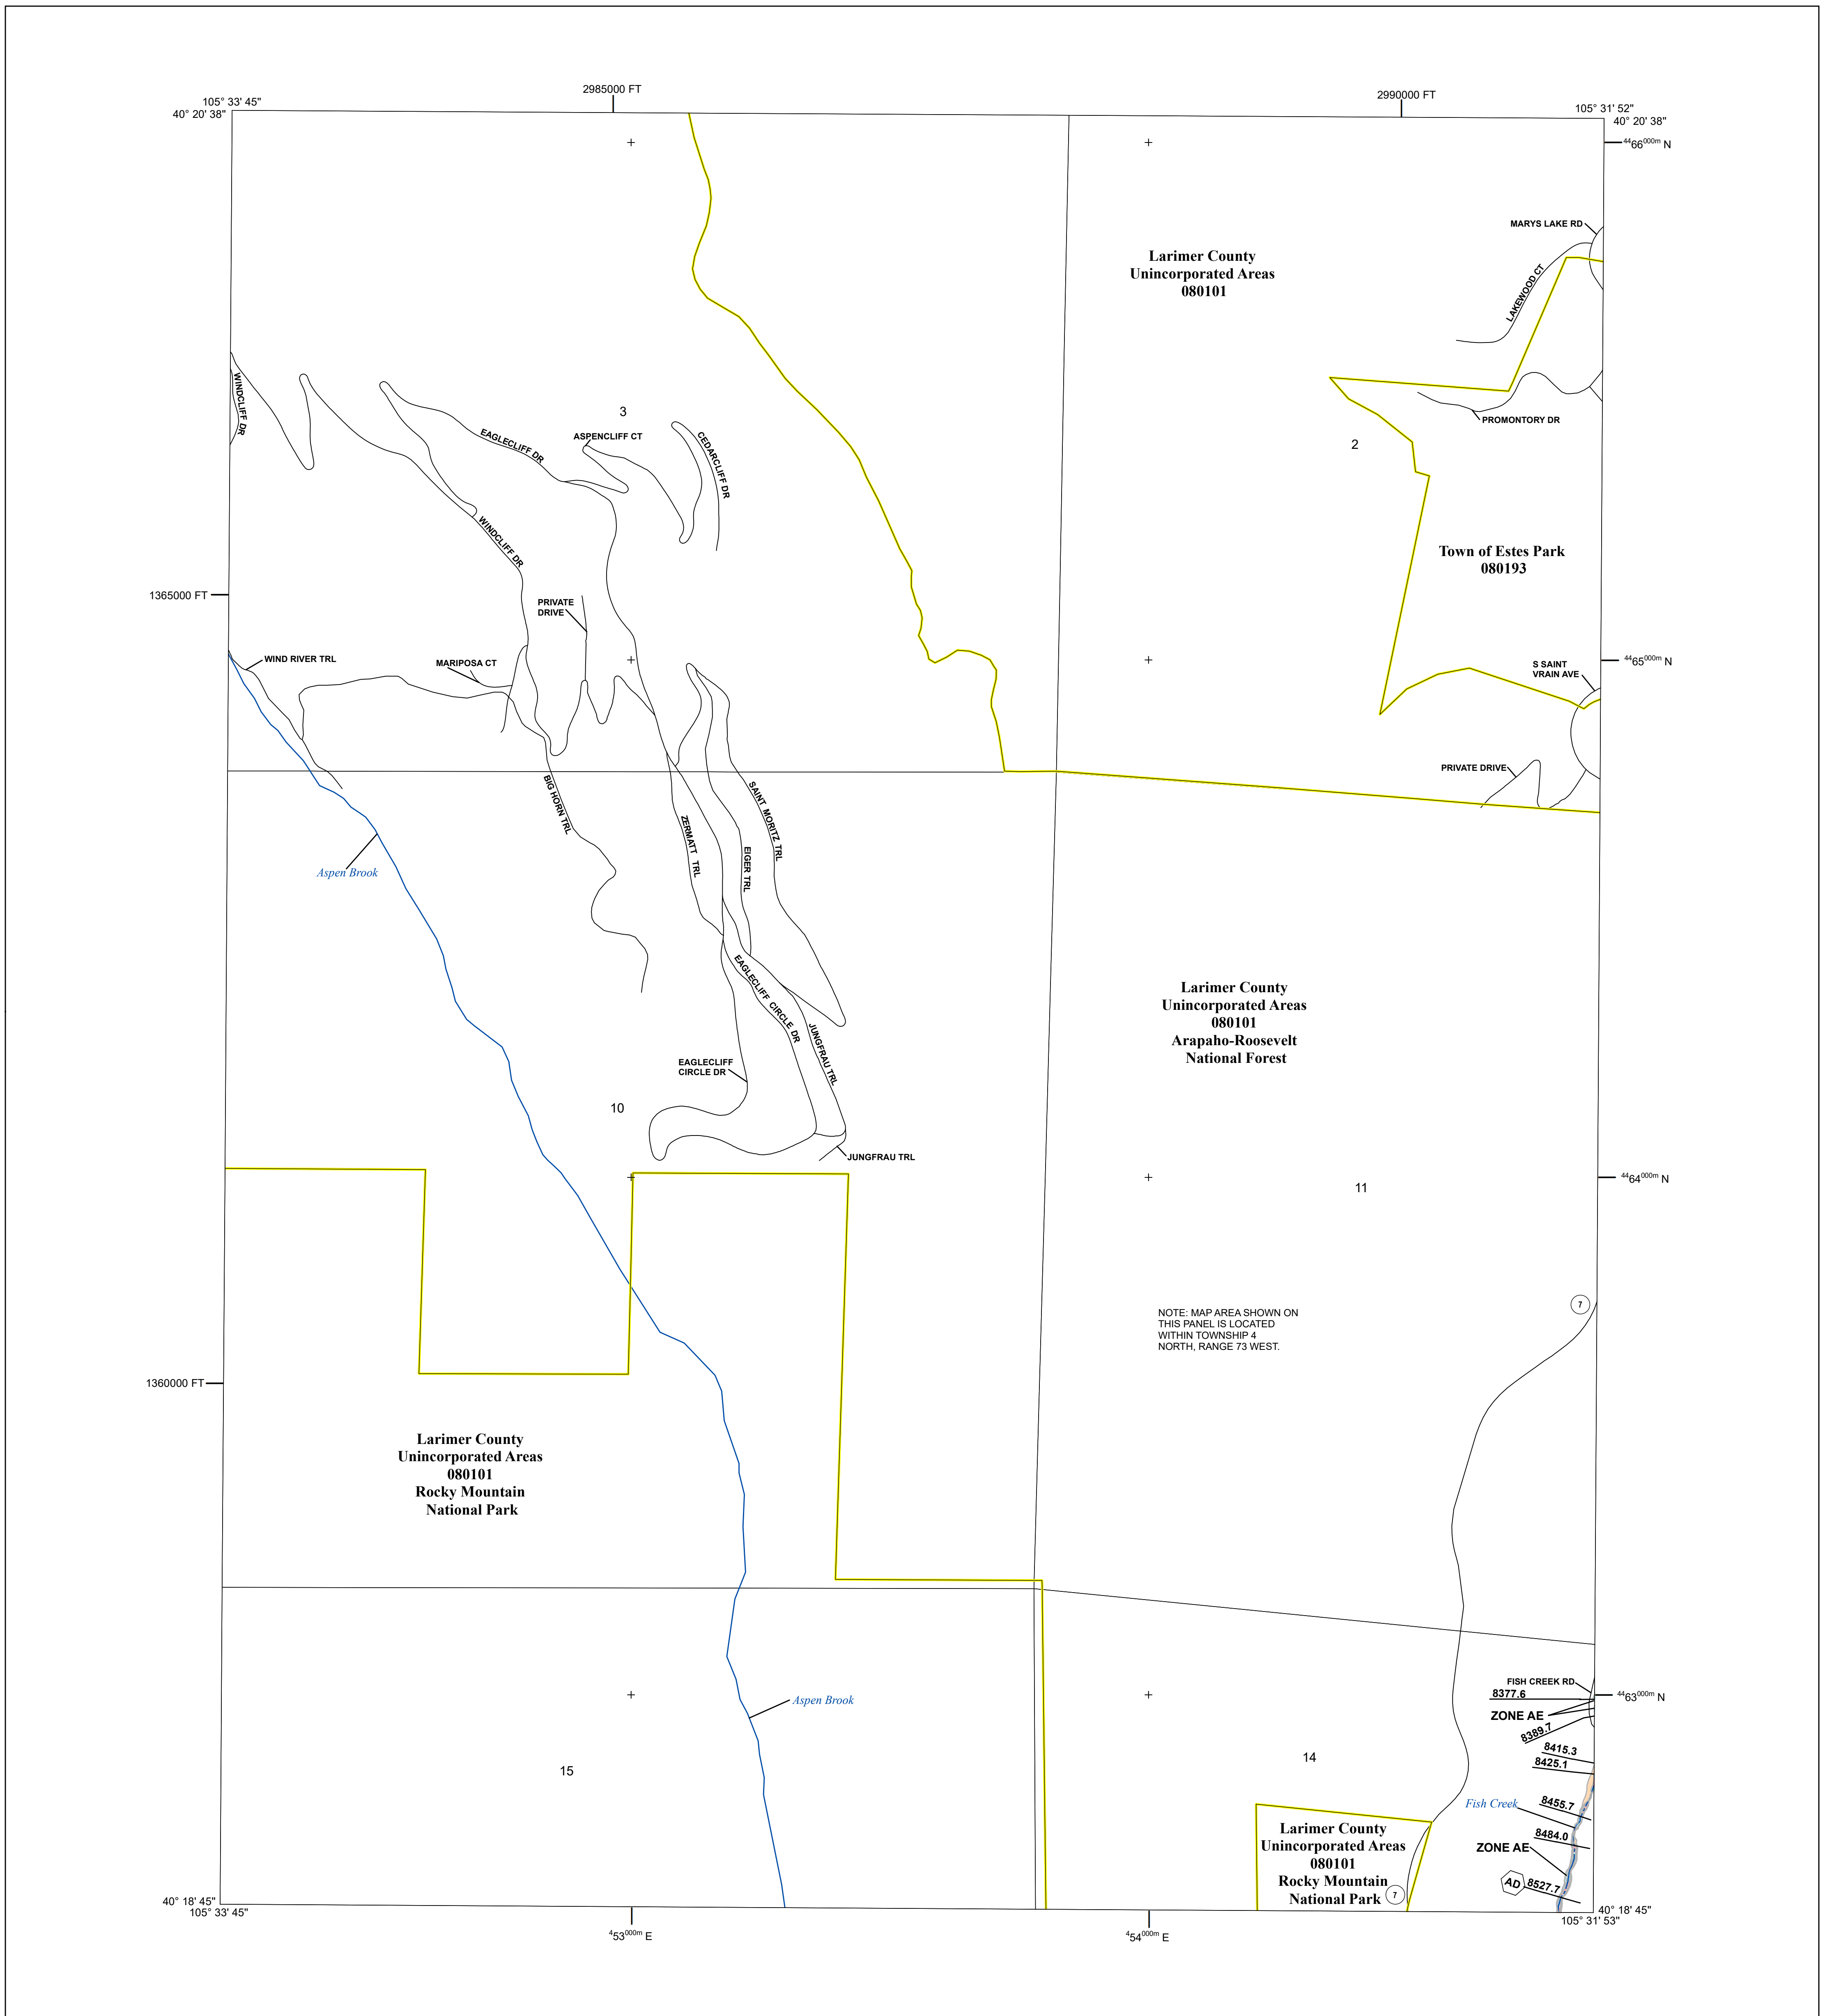 2985000 FT
2990000 FT
105° 33' 45"
40° 20' 38"
105° 31' 52"
40° 20' 38"
4466000m N
MARYS LAKE RD
Larimer County
Unincorporated Areas
080101
LAKEWOOD CT
WINDCLIFF DR
3
EAGLECLIFF DR
ASPENCLIFF CT
CEDARCLIFF DR
PROMONTORY DR
2
WINDCLIFF DR
Town of Estes Park
080193
1365000 FT
PRIVATE
DRIVE
WIND RIVER TRL
MARIPOSA CT
S SAINT
VRAIN AVE
4465000m N
PRIVATE DRIVE
BIG HORN TRL
ZERMATT TRL
SAINT MORITZ TRL
EIGER TRL
Aspen Brook
EAGLECLIFF CIRCLE DR
JUNGFRAU TRL
Larimer County
Unincorporated Areas
080101
Arapaho-Roosevelt
National Forest
EAGLECLIFF
CIRCLE DR
10
JUNGFRAU TRL
4464000m N
11
7
NOTE: MAP AREA SHOWN ON
THIS PANEL IS LOCATED
WITHIN TOWNSHIP 4
NORTH, RANGE 73 WEST.
1360000 FT
Larimer County
Unincorporated Areas
080101
Rocky Mountain
National Park
FISH CREEK RD
8377.6
4463000m N
Aspen Brook
ZONE AE
8389.7
8415.3
8425.1
15
14
Fish Creek
8455.7
8484.0
ZONE AE
AD
8527.7
Larimer County
Unincorporated Areas
080101
Rocky Mountain
National Park
7
40° 18' 45"
105° 33' 45"
40° 18' 45"
105° 31' 53"
453000m E
454000m E